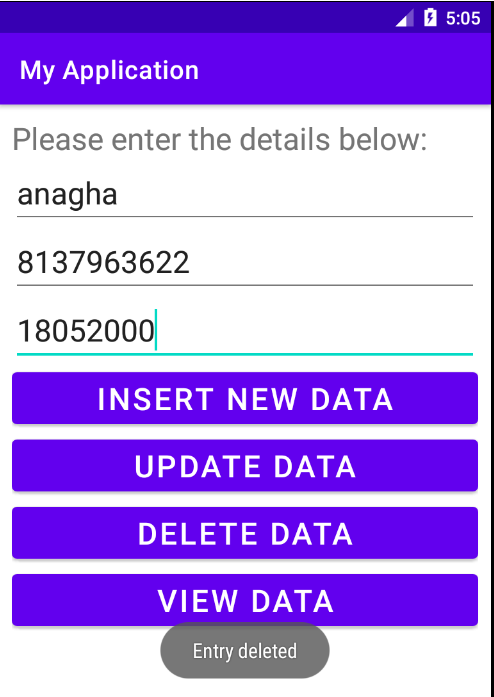 5:05
My Application
Please enter the details below:
anagha
8137963622
18052000
INSERT NEW DATA
UPDATE DATA
DELETE DATA
VIEW DATA
Entry deleted